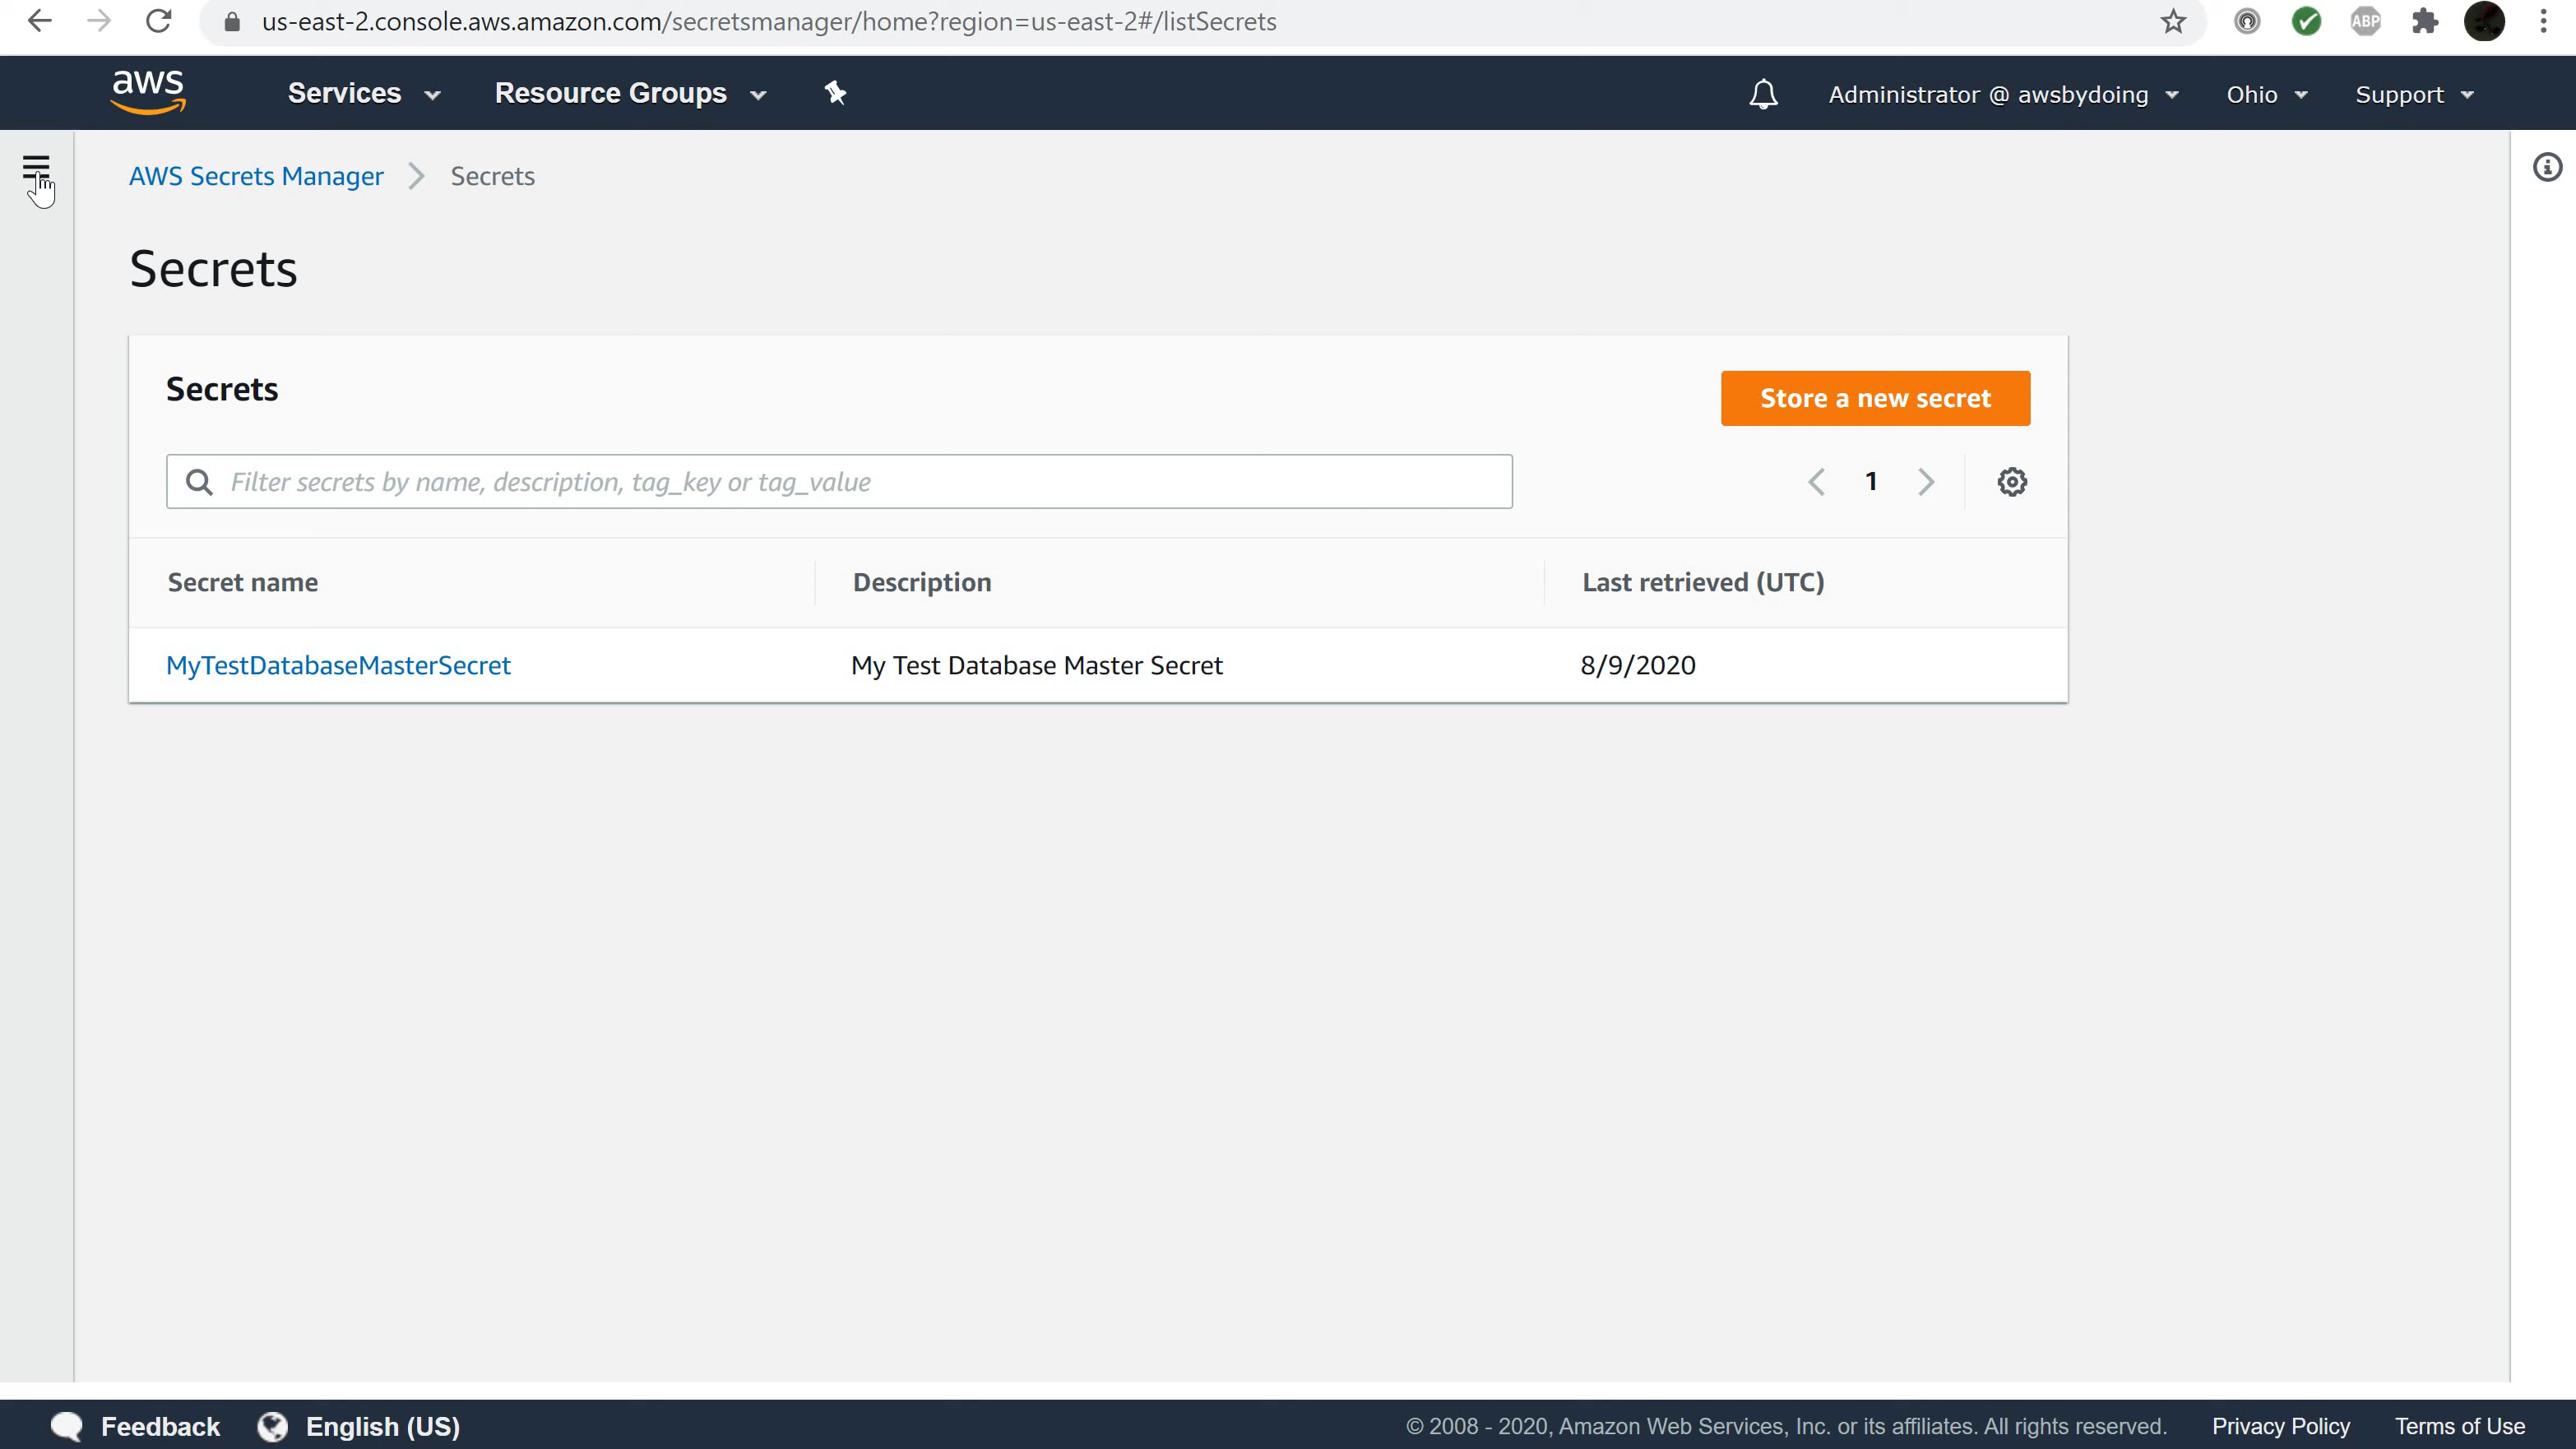 us-east-2.console.aws.amazon.com/secretsmanager/home?region=us-east-2#/listSecrets
ABP
aws Services Resource Groups Administrator @ awsbydoing Ohio Support
AWS Secrets Manager Secrets
Secrets
Secrets Store a new secret
Filter secrets by name, description, tag_key or tag_value 1
Secret name Description Last retrieved (UTC)
MyTestDatabaseMasterSecret My Test Database Master Secret 8/9/2020
Feedback English (US) © 2008 - 2020, Amazon Web Services, Inc. or its affiliates. All rights reserved. Privacy Policy Terms of Use